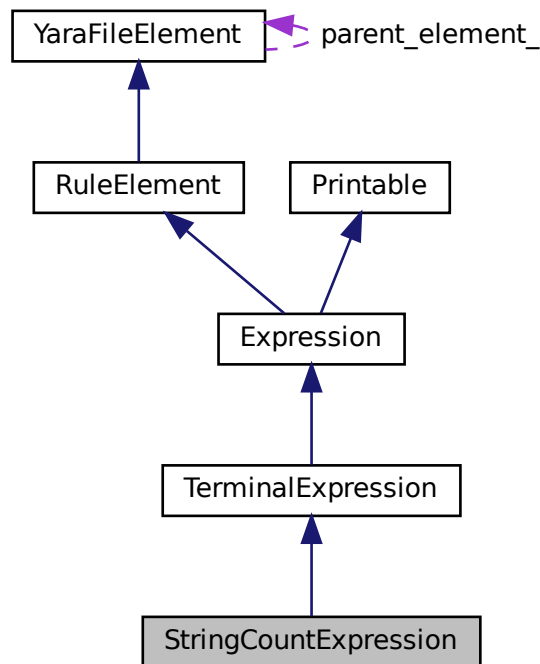 YaraFileElement
parent_element_
RuleElement
Printable
Expression
TerminalExpression
StringCountExpression